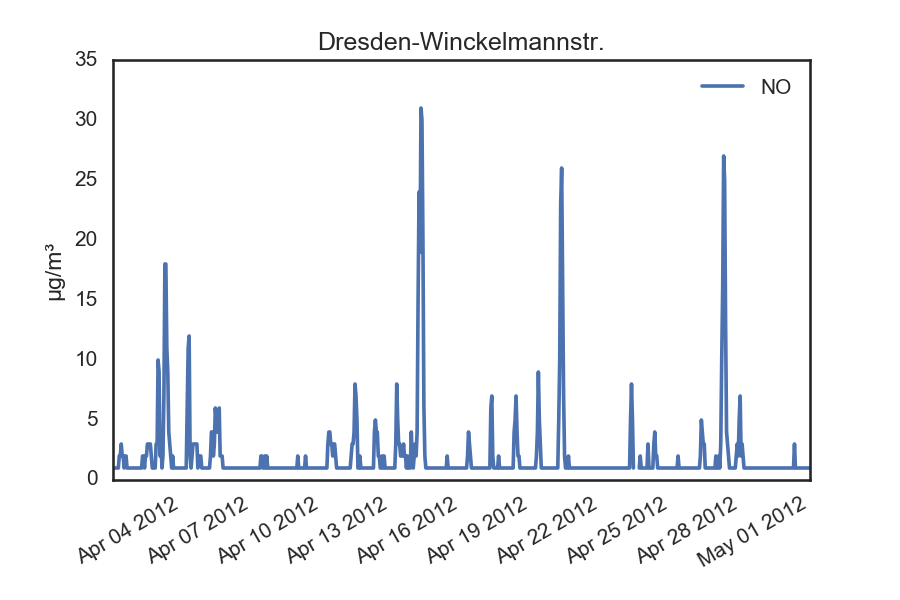 Dresden-Winckelmannstr.
35
30
25
20
15
10
5
0
µg/m³
NO
Apr 04 2012
Apr 07 2012
Apr 10 2012
Apr 13 2012
Apr 16 2012
Apr 19 2012
Apr 22 2012
Apr 25 2012
Apr 28 2012
May 01 2012